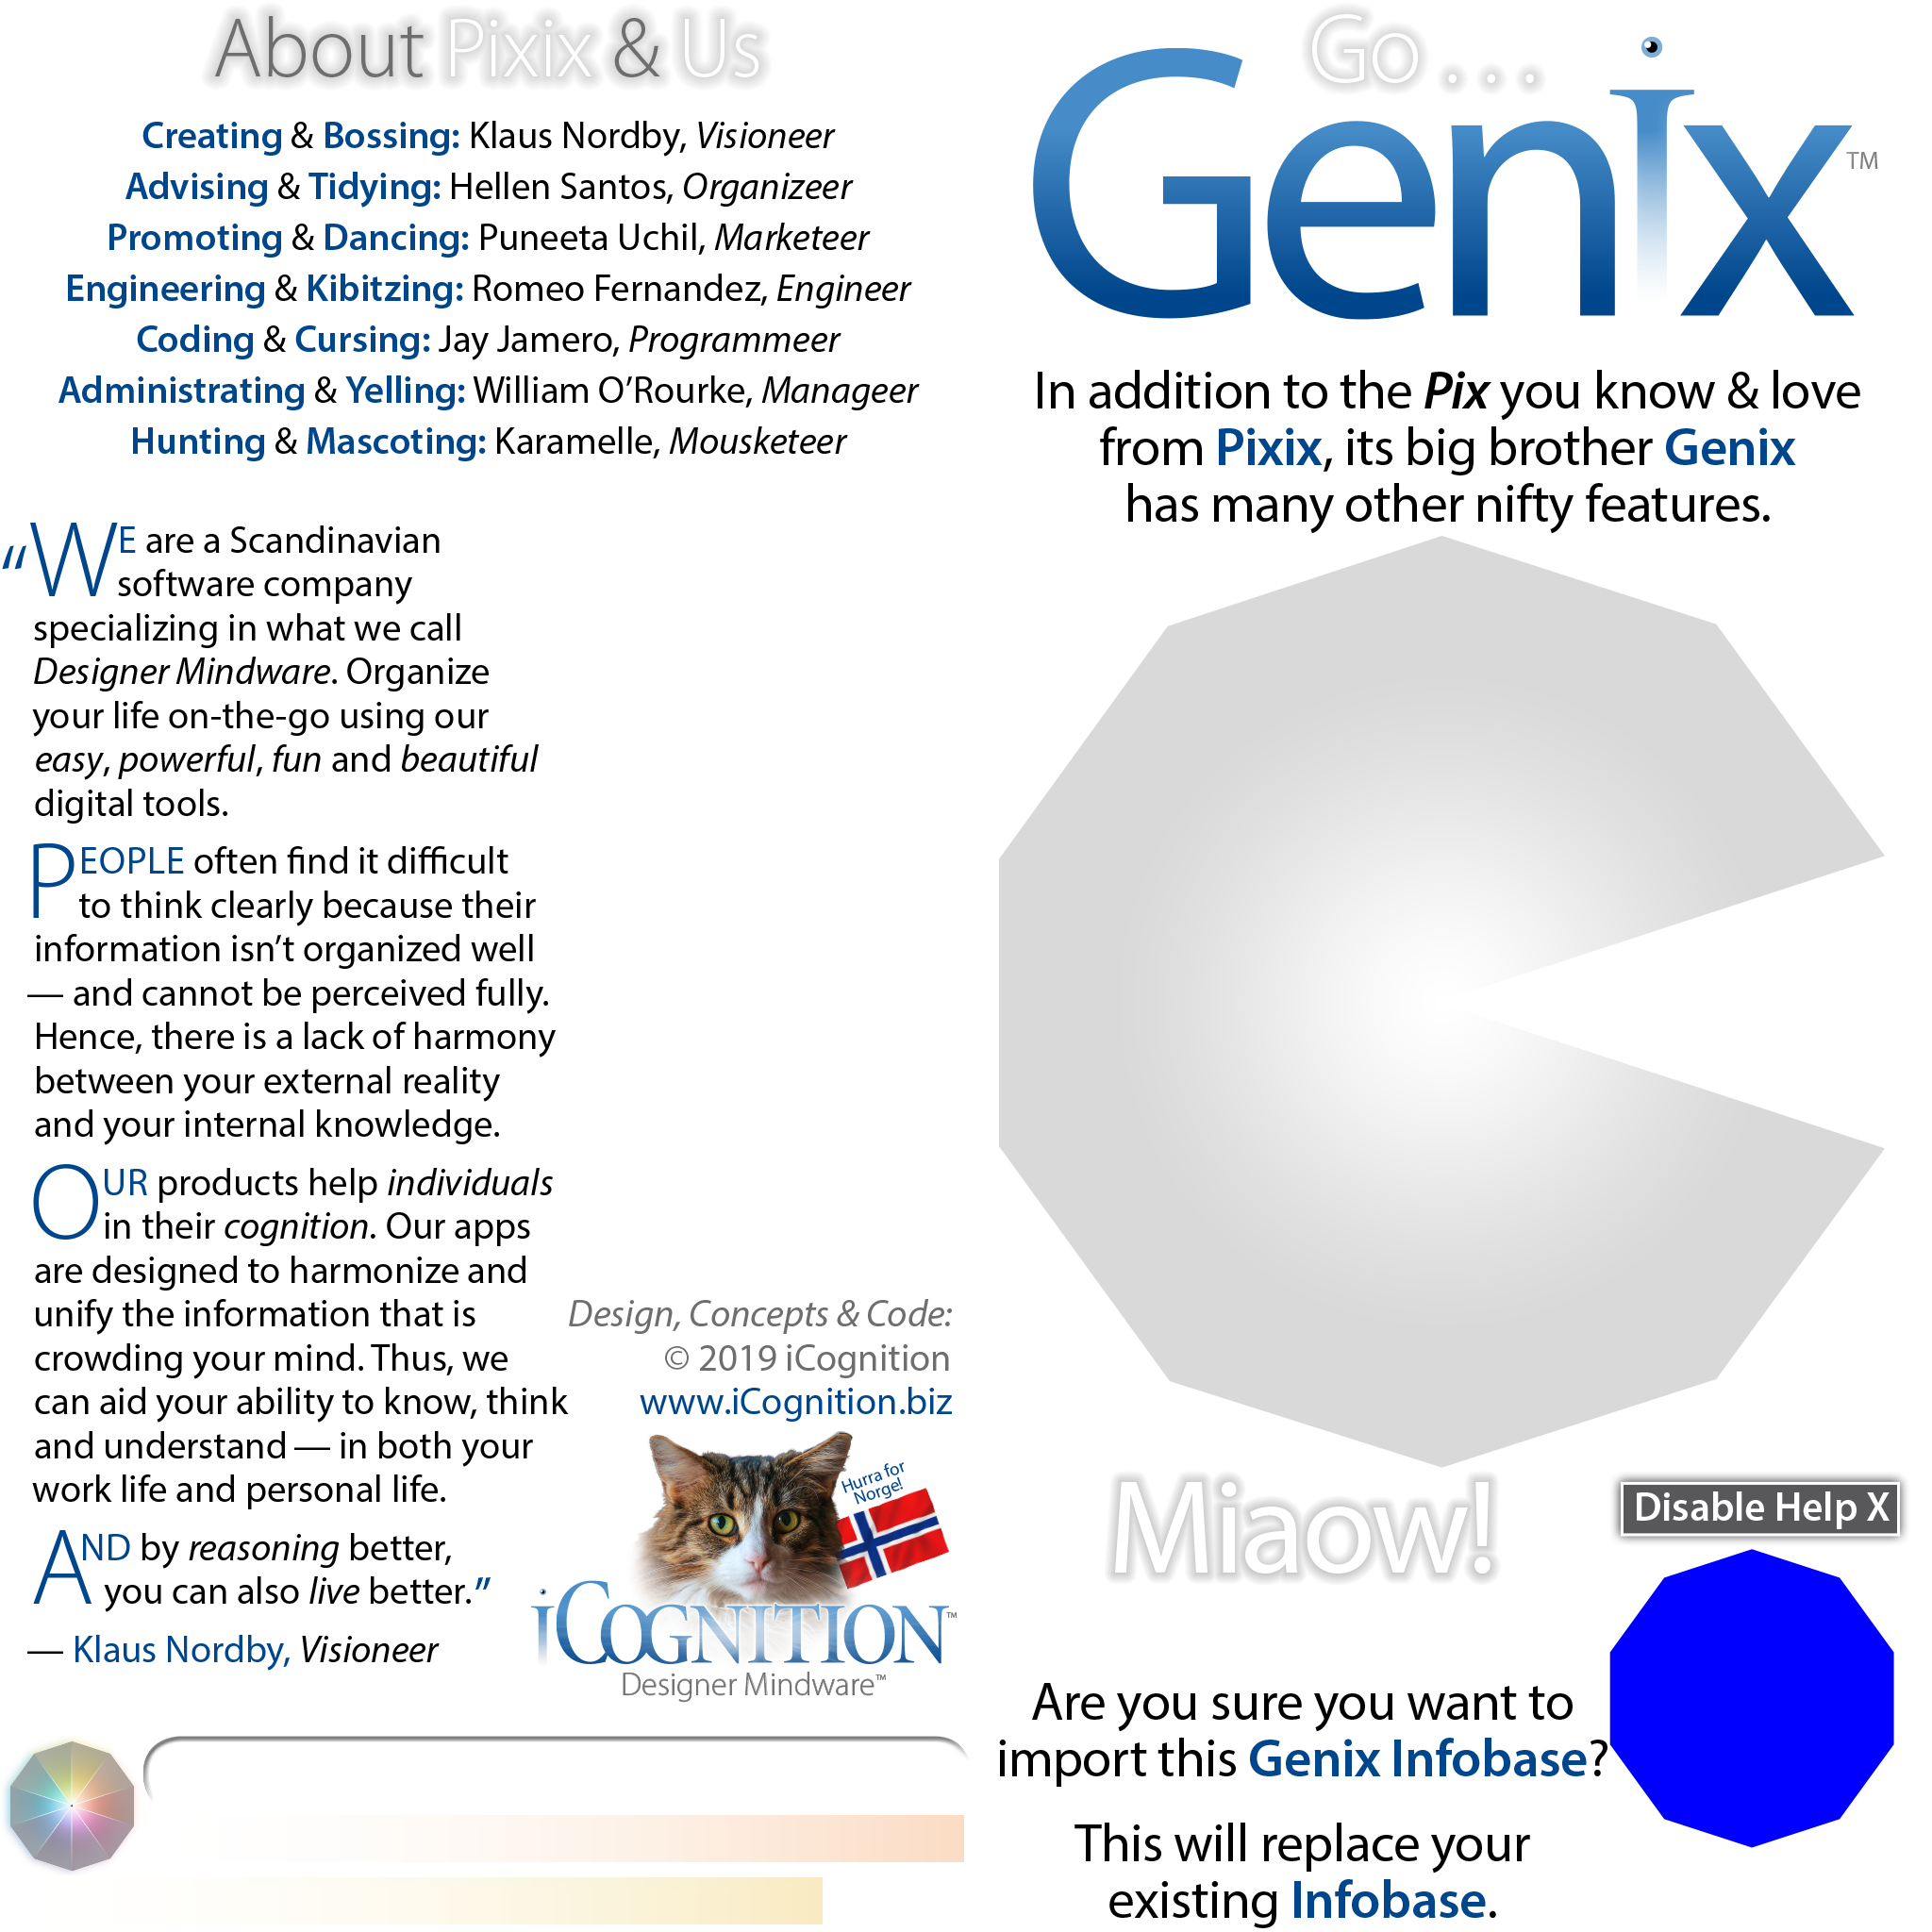 About Pixix & Us
Creating & Bossing: Klaus Nordby, Visioneer
Advising & Tidying: Hellen Santos, Organizeer
Promoting & Dancing: Puneeta Uchil, Marketeer
Engineering & Kibitzing: Romeo Fernandez, Engineer
Coding & Cursing: Jay Jamero, Programmeer
Administrating & Yelling: William O’Rourke, Manageer
Hunting & Mascoting: Karamelle, Mousketeer
“WE are a Scandinavian
software company
specializing in what we call
Designer Mindware. Organize
your life on-the-go using our
easy, powerful, fun and beautiful
digital tools.
PEOPLE often find it difficult
to think clearly because their
information isn’t organized well
— and cannot be perceived fully.
Hence, there is a lack of harmony
between your external reality
and your internal knowledge.
OUR products help individuals
in their cognition. Our apps
are designed to harmonize and
unify the information that is
crowding your mind. Thus, we
can aid your ability to know, think
and understand — in both your
work life and personal life.
AND by reasoning better,
you can also live better.”
— Klaus Nordby, Visioneer
Design, Concepts & Code:
© 2019 iCognition
www.iCognition.biz
Hurra for
Norge!
iCOGNITION™
Designer Mindware™
Go . . .
Genix™
In addition to the Pix you know & love
from Pixix, its big brother Genix
has many other nifty features.
Miaow!
Disable Help X
Are you sure you want to
import this Genix Infobase?
This will replace your
existing Infobase.